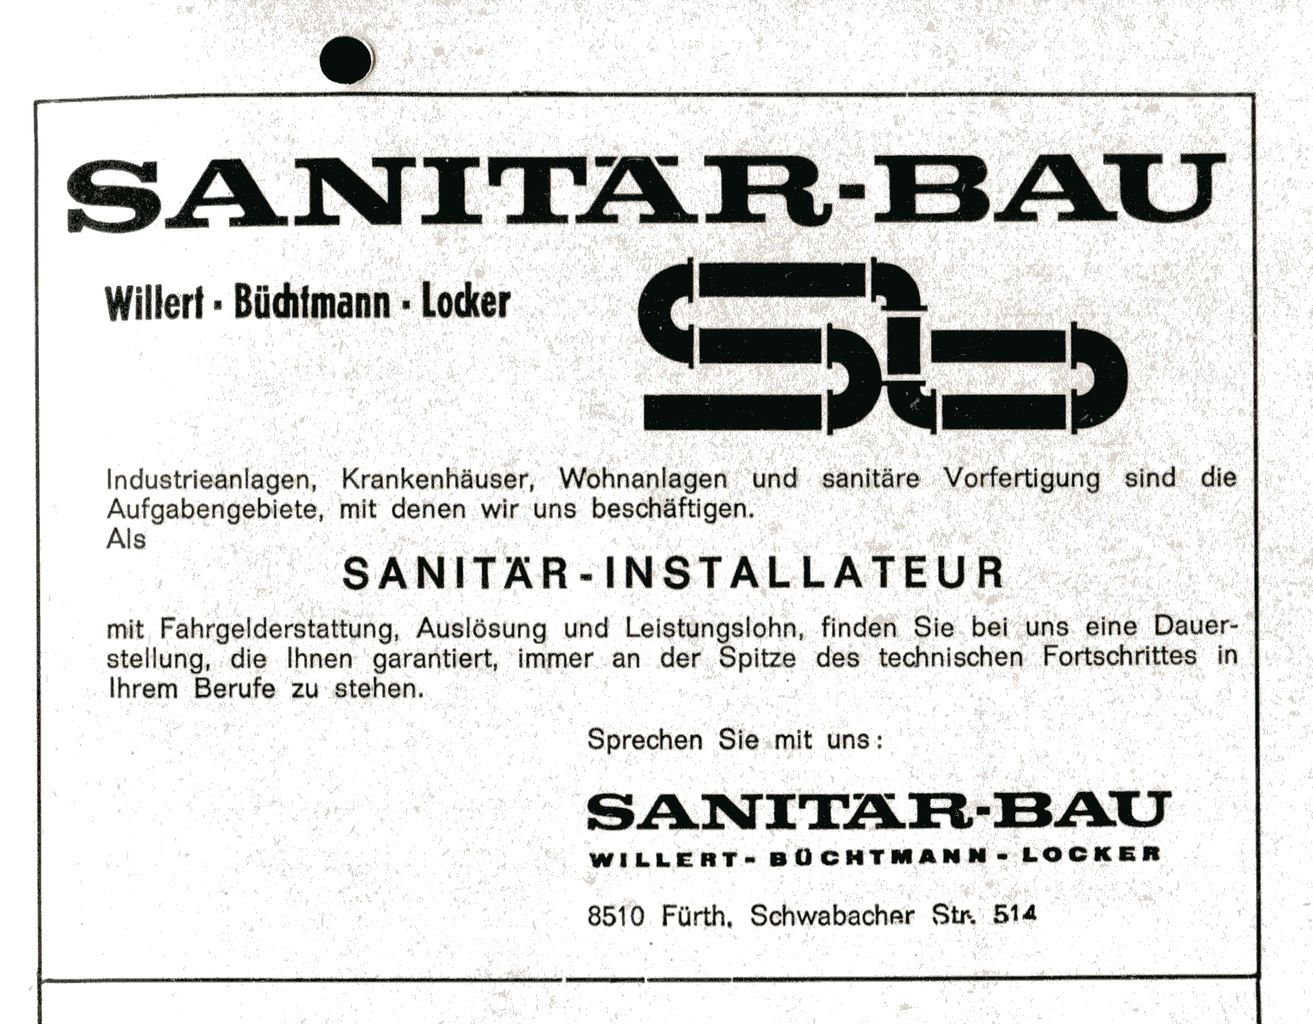 SANITÄR-BAU
Willert · Büchtmann · Locker
Sb
Industrieanlagen, Krankenhäuser, Wohnanlagen und sanitäre Vorfertigung sind die
Aufgabengebiete, mit denen wir uns beschäftigen.
Als
SANITÄR-INSTALLATEUR
mit Fahrgelderstattung, Auslösung und Leistungslohn, finden Sie bei uns eine Dauer-
stellung, die Ihnen garantiert, immer an der Spitze des technischen Fortschrittes in
Ihrem Berufe zu stehen.
Sprechen Sie mit uns:
SANITÄR-BAU
WILLERT-BÜCHTMANN-LOCKER
8510 Fürth, Schwabacher Str. 514